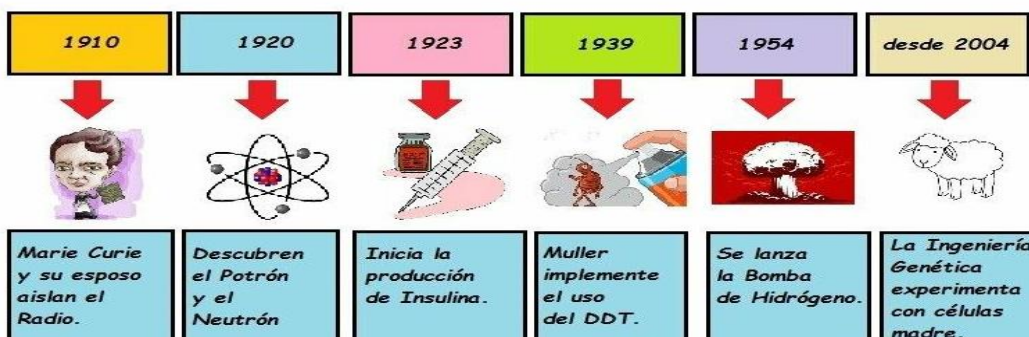 1910
1920
1923
1939
1954
desde 2004
Marie Curie
y su esposo
aislan el
Radio.
Descubren
el Potrón
y el
Neutrón
Inicia la
producción
de Insulina.
Muller
implemente
el uso
del DDT.
Se lanza
la Bomba
de Hidrógeno.
La Ingeniería
Genética
experimenta
con células
madre.